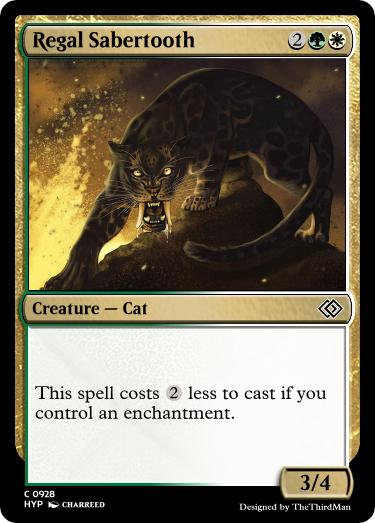 Regal Sabertooth 2
Creature — Cat
This spell costs 2 less to cast if you
control an enchantment.
3/4
C 0928
HYP CHARREED
Designed by TheThirdMan